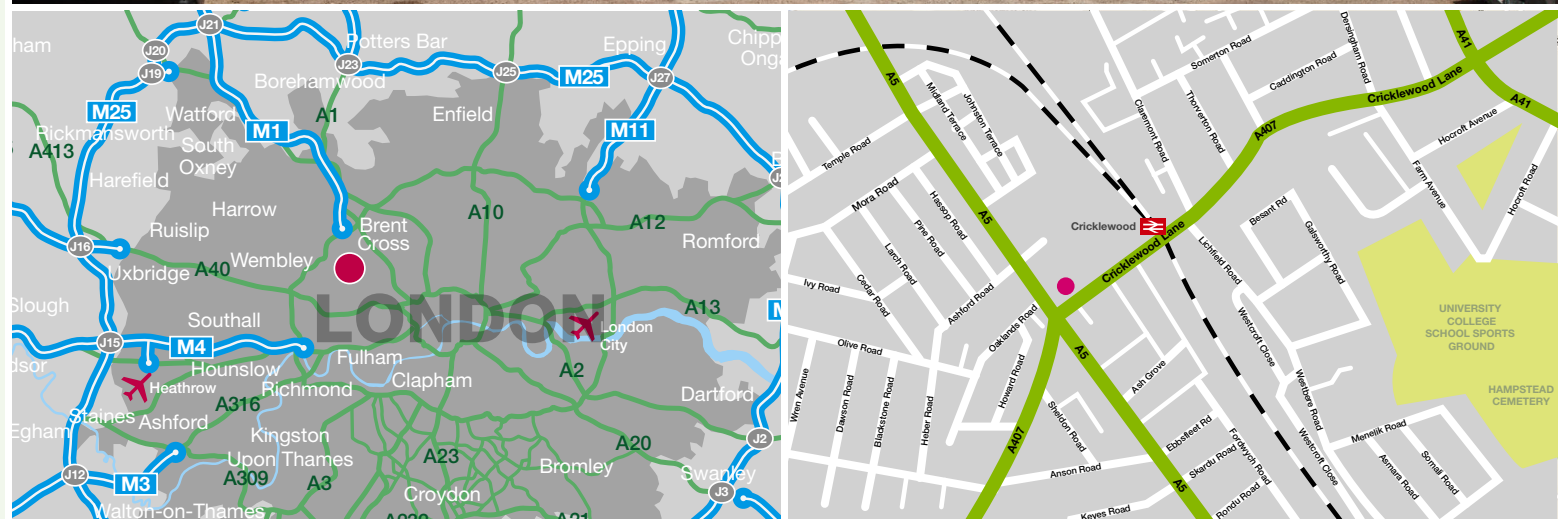 J21
ham
J20
Potters Bar
Epping
Chipp
Onga
J19
J23
J25
M25
J27
Borehamwood
M25
Watford
A1
Enfield
M1
M11
Rickmansworth
South
Oxney
A413
Harefield
Harrow
A10
A12
Ruislip
Brent
Cross
Romford
J16
Uxbridge
A40
Wembley
Slough
LONDON
A13
Southall
London
City
J15
M4
Fulham
dsor
Hounslow
A2
Heathrow
Richmond
Clapham
Dartford
A316
Staines
Ashford
Egham
Kingston
Upon Thames
A20
J2
A23
Bromley
J12
M3
A309
A3
Swanley
Croydon
J3
Walton-on-Thames
A21
A5
Somerton Road
Dersingham Road
A41
Caddington Road
Midland Terrace
Johnston Terrace
Claremont Road
Thorverton Road
Cricklewood Lane
A41
A407
Hocroft Avenue
Temple Road
Farm Avenue
Hocroft Road
Mora Road
Hassop Road
A5
Besant Rd
Pine Road
Cricklewood
Galsworthy Road
Larch Road
Cricklewood Lane
Lichfield Road
Ivy Road
Cedar Road
Ashford Road
Oaklands Road
UNIVERSITY
COLLEGE
SCHOOL SPORTS
GROUND
Westcroft Close
Olive Road
A5
Ash Grove
Howard Road
HAMPSTEAD
CEMETERY
Wren Avenue
Dawson Road
Blackstone Road
Heber Road
Westbere Road
Sheldon Road
Ebbsfleet Rd
Menelik Road
A407
Fordwych Road
Westcroft Close
Skardu Road
Asmara Road
Somali Road
Anson Road
A5
Rondu Road
Keyes Road